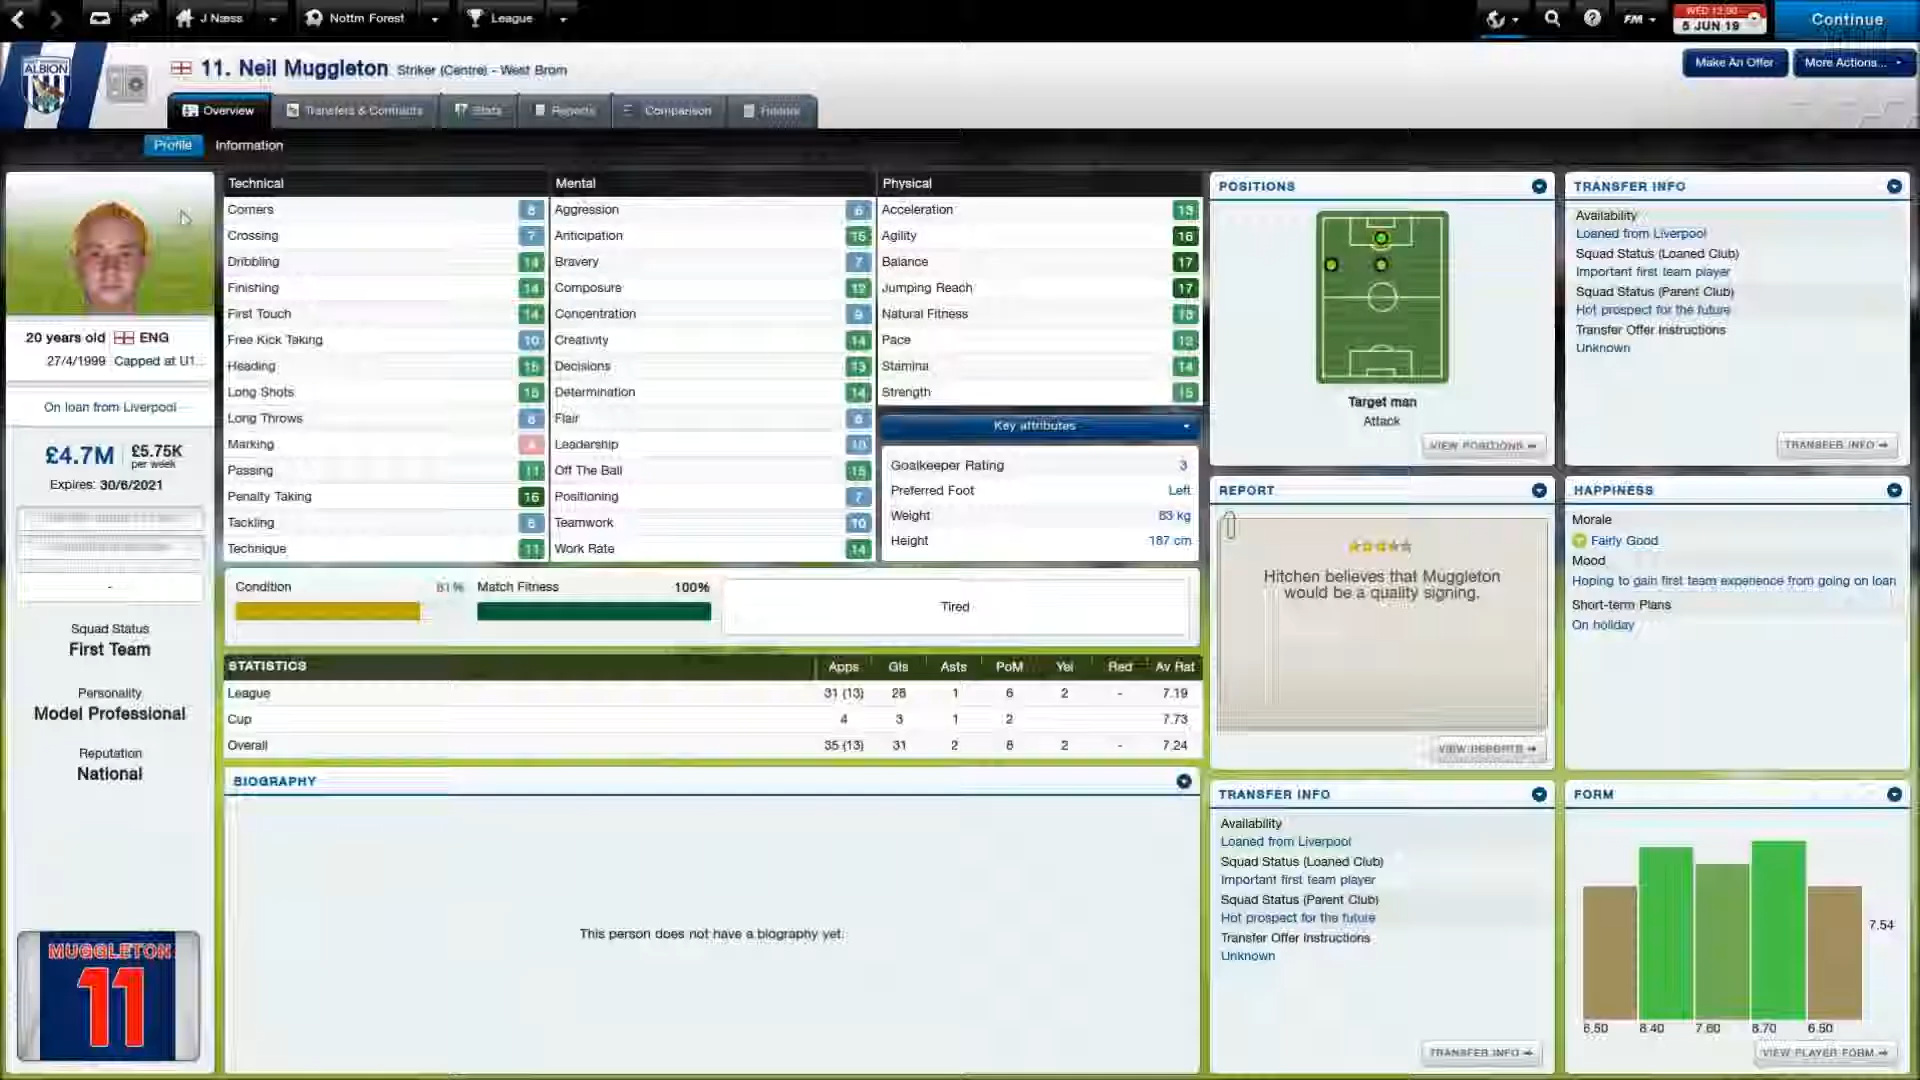 J Næss
Nottm Forest
League
FM
WED 12:00
5 JUN 19
Continue
ALBION
11. Neil Muggleton Striker (Centre) - West Brom
Make An Offer
More Actions...
Overview
Transfers & Contracts
Stats
Reports
Comparison
Profile
Information
20 years old ENG
27/4/1999 Capped at U1...
On loan from Liverpool
£4.7M £5.75K per week
Expires: 30/6/2021
Squad Status
First Team
Personality
Model Professional
Reputation
National
MUGGLETON
11
Technical
Corners
Crossing 7
Dribbling 14
Finishing 14
First Touch 14
Free Kick Taking 10
Heading
Long Shots
Long Throws
Marking
Passing 11
Penalty Taking 16
Tackling
Technique 11
Mental
Aggression
Anticipation
Bravery 7
Composure 12
Concentration 9
Creativity 14
Decisions 13
Determination 14
Flair
Leadership 10
Off The Ball
Positioning 7
Teamwork 10
Work Rate 14
Physical
Acceleration 13
Agility 16
Balance 17
Jumping Reach 17
Natural Fitness
Pace 12
Stamina 14
Strength 15
Key attributes
Goalkeeper Rating 3
Preferred Foot Left
Weight 83 kg
Height 187 cm
Condition 81%
Match Fitness 100%
Tired
STATISTICS Apps Gls Asts PoM Yel Red Av Rat
League 31 (13) 28 1 6 2 - 7.19
Cup 4 3 1 2 7.73
Overall 35 (13) 31 2 8 2 - 7.24
BIOGRAPHY
This person does not have a biography yet.
POSITIONS
Target man
Attack
VIEW POSITIONS
TRANSFER INFO
Availability
Loaned from Liverpool
Squad Status (Loaned Club)
Important first team player
Squad Status (Parent Club)
Hot prospect for the future
Transfer Offer Instructions
Unknown
TRANSFER INFO
REPORT
Hitchen believes that Muggleton
would be a quality signing.
VIEW REPORTS
HAPPINESS
Morale
Fairly Good
Mood
Hoping to gain first team experience from going on loan
Short-term Plans
On holiday
TRANSFER INFO
Availability
Loaned from Liverpool
Squad Status (Loaned Club)
Important first team player
Squad Status (Parent Club)
Hot prospect for the future
Transfer Offer Instructions
Unknown
TRANSFER INFO
FORM
7.54
6.50 8.40 7.60 8.70 6.50
VIEW PLAYER FORM